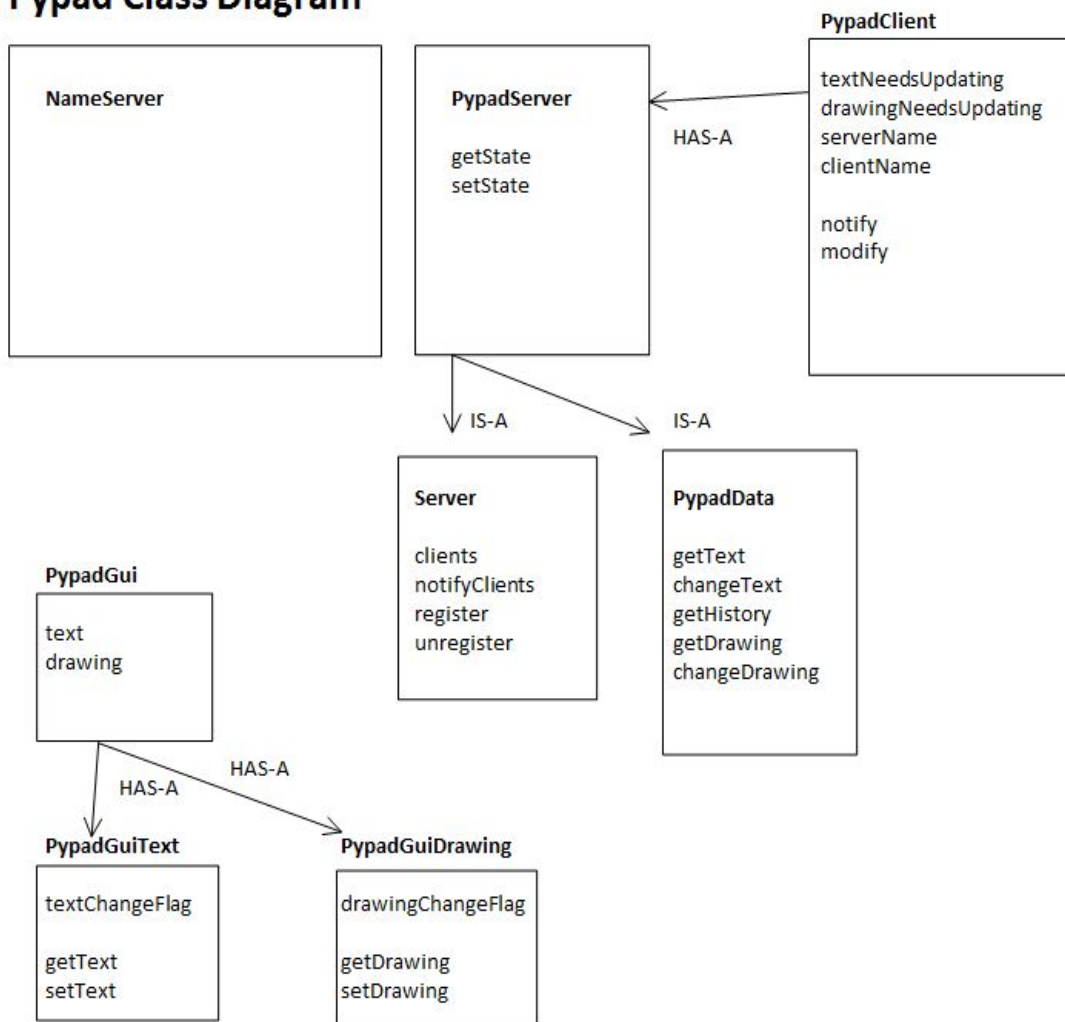 Pypad Class Diagram
PypadClient
textNeedsUpdating
drawingNeedsUpdating
serverName
clientName
notify
modify
NameServer
PypadServer
getState
setState
HAS-A
IS-A
IS-A
Server
clients
notifyClients
register
unregister
PypadData
getText
changeText
getHistory
getDrawing
changeDrawing
PypadGui
text
drawing
HAS-A
HAS-A
PypadGuiText
textChangeFlag
getText
setText
PypadGuiDrawing
drawingChangeFlag
getDrawing
setDrawing